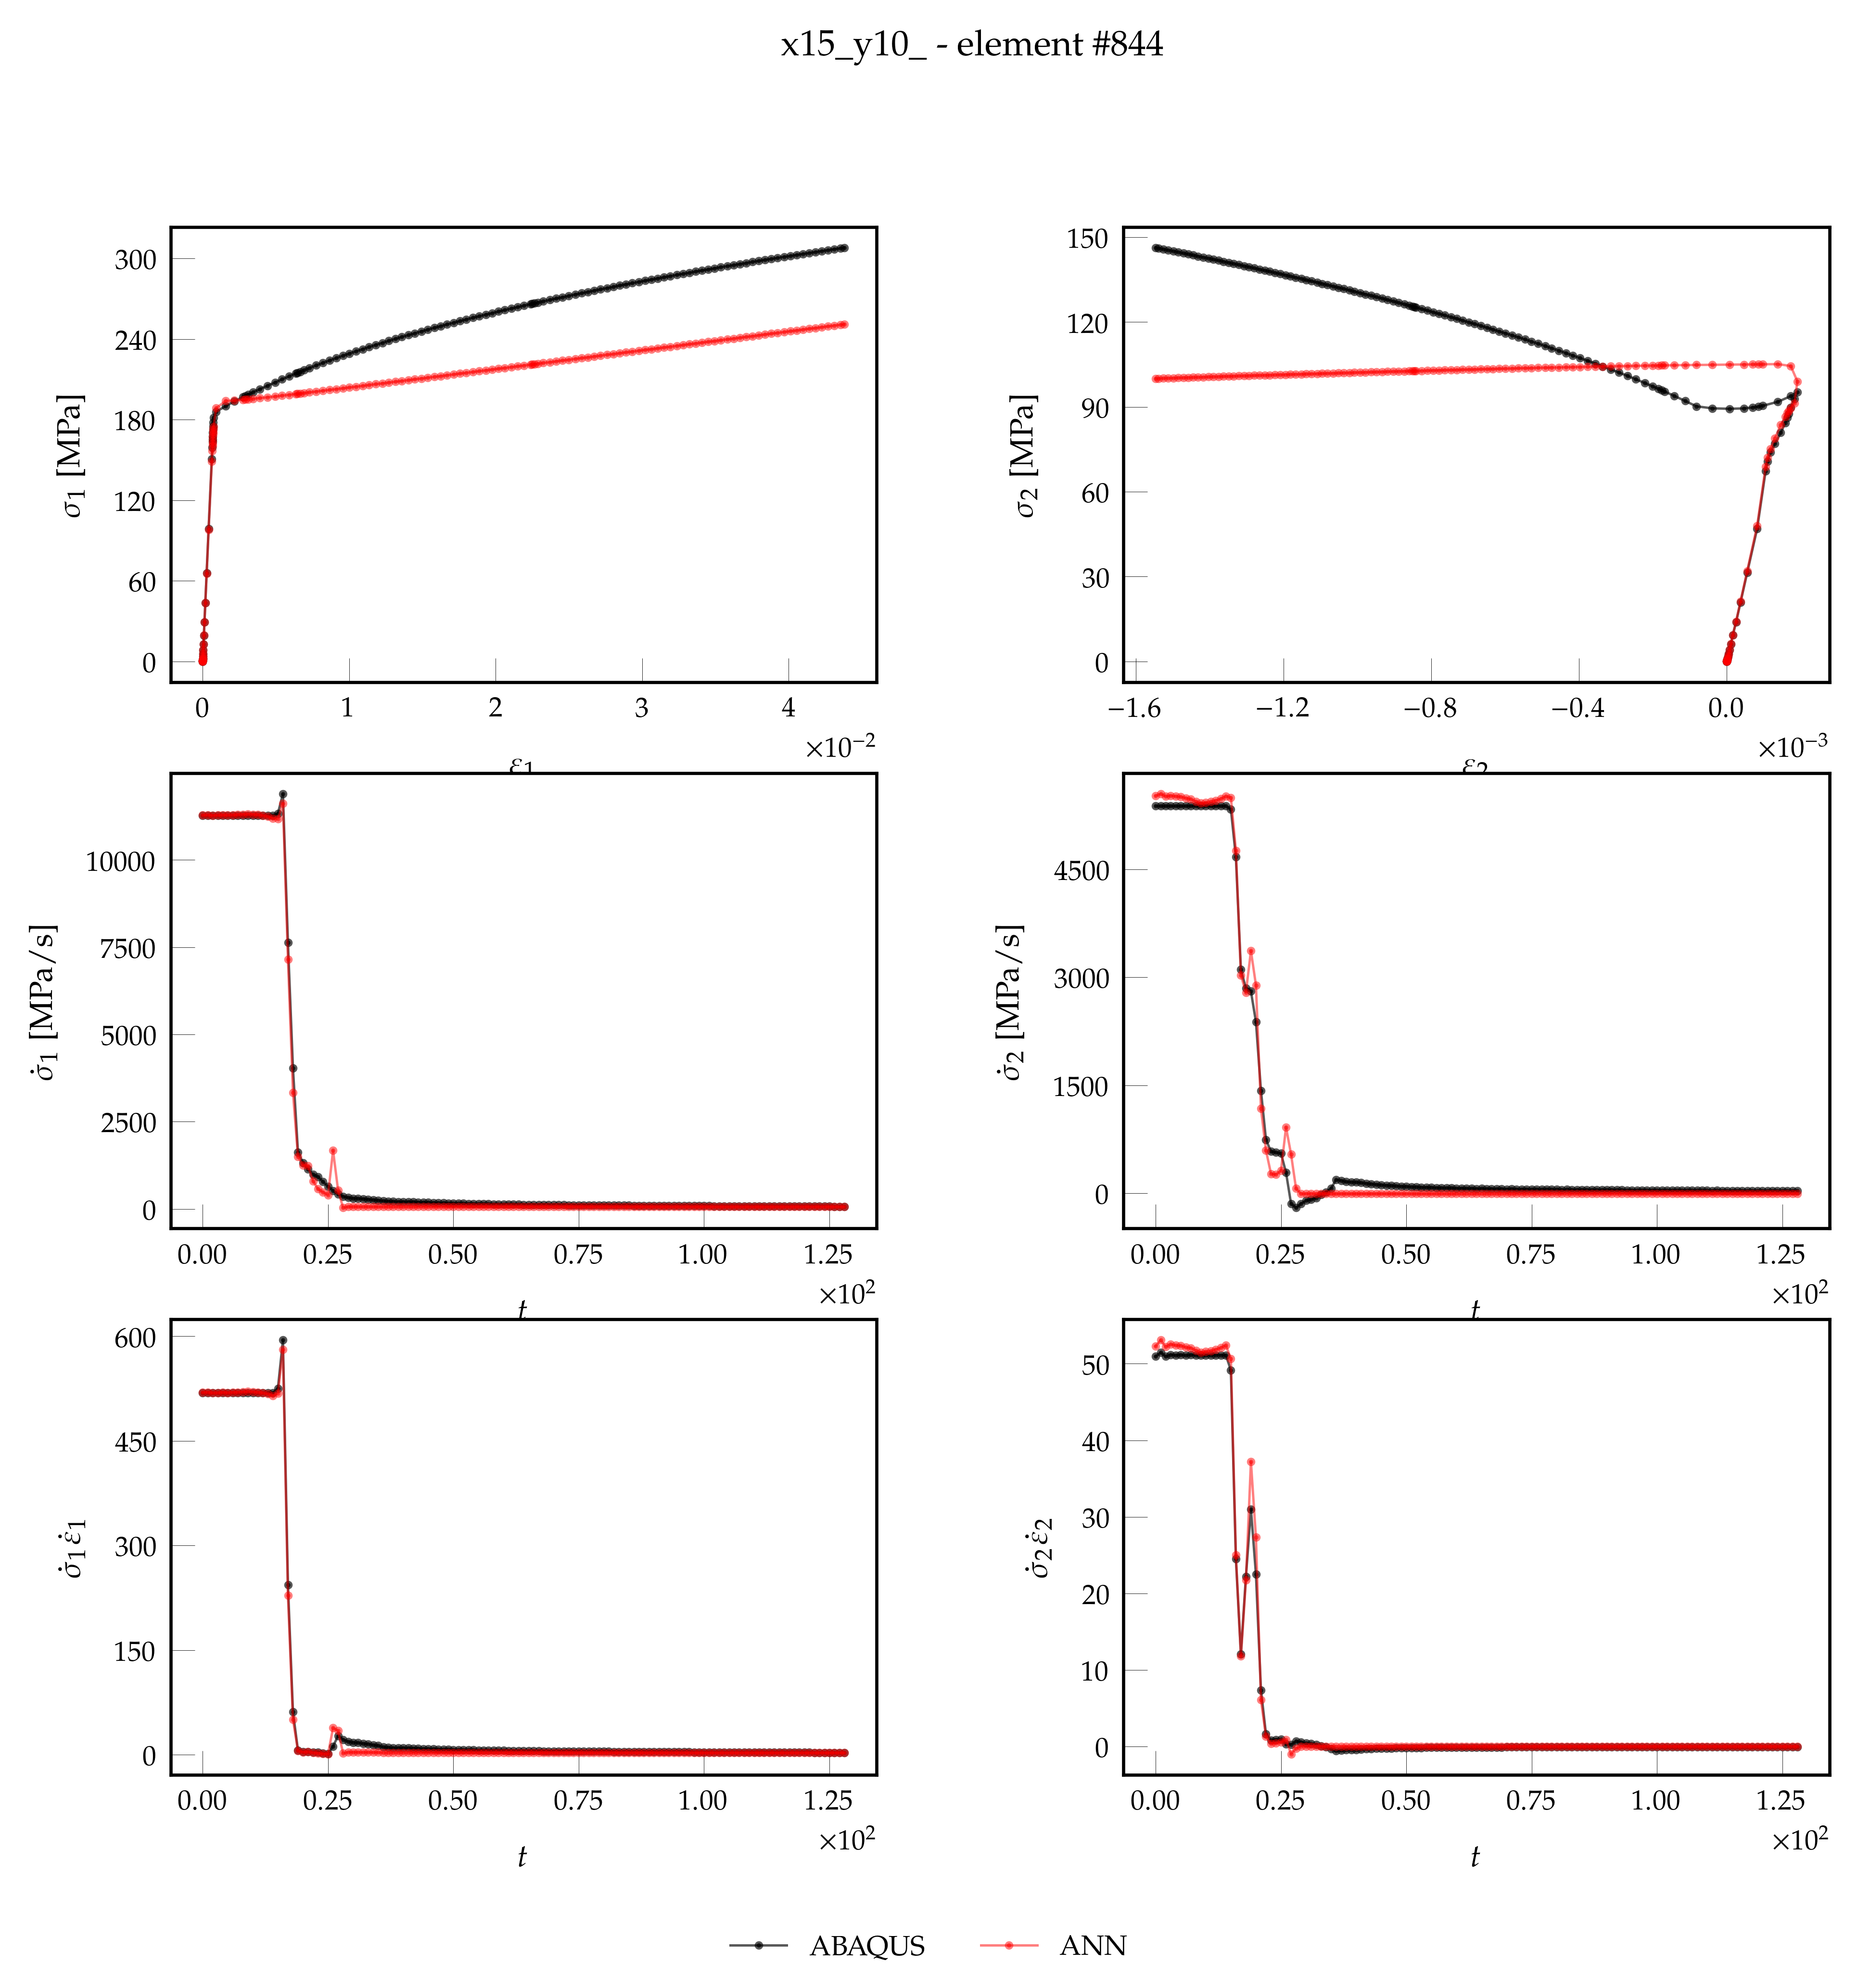 x15_y10_ - element #844
σ1 [MPa]
300
240
180
120
60
0
0 1 2 3 4
×10−2
ε1
σ2 [MPa]
150
120
90
60
30
0
−1.6 −1.2 −0.8 −0.4 0.0
×10−3
ε2
σ̇1 [MPa/s]
10000
7500
5000
2500
0
0.00 0.25 0.50 0.75 1.00 1.25
×10²
t
σ̇2 [MPa/s]
4500
3000
1500
0
0.00 0.25 0.50 0.75 1.00 1.25
×10²
t
σ̇1ε̇1
600
450
300
150
0
0.00 0.25 0.50 0.75 1.00 1.25
×10²
t
σ̇2ε̇2
50
40
30
20
10
0
0.00 0.25 0.50 0.75 1.00 1.25
×10²
t
ABAQUS ANN